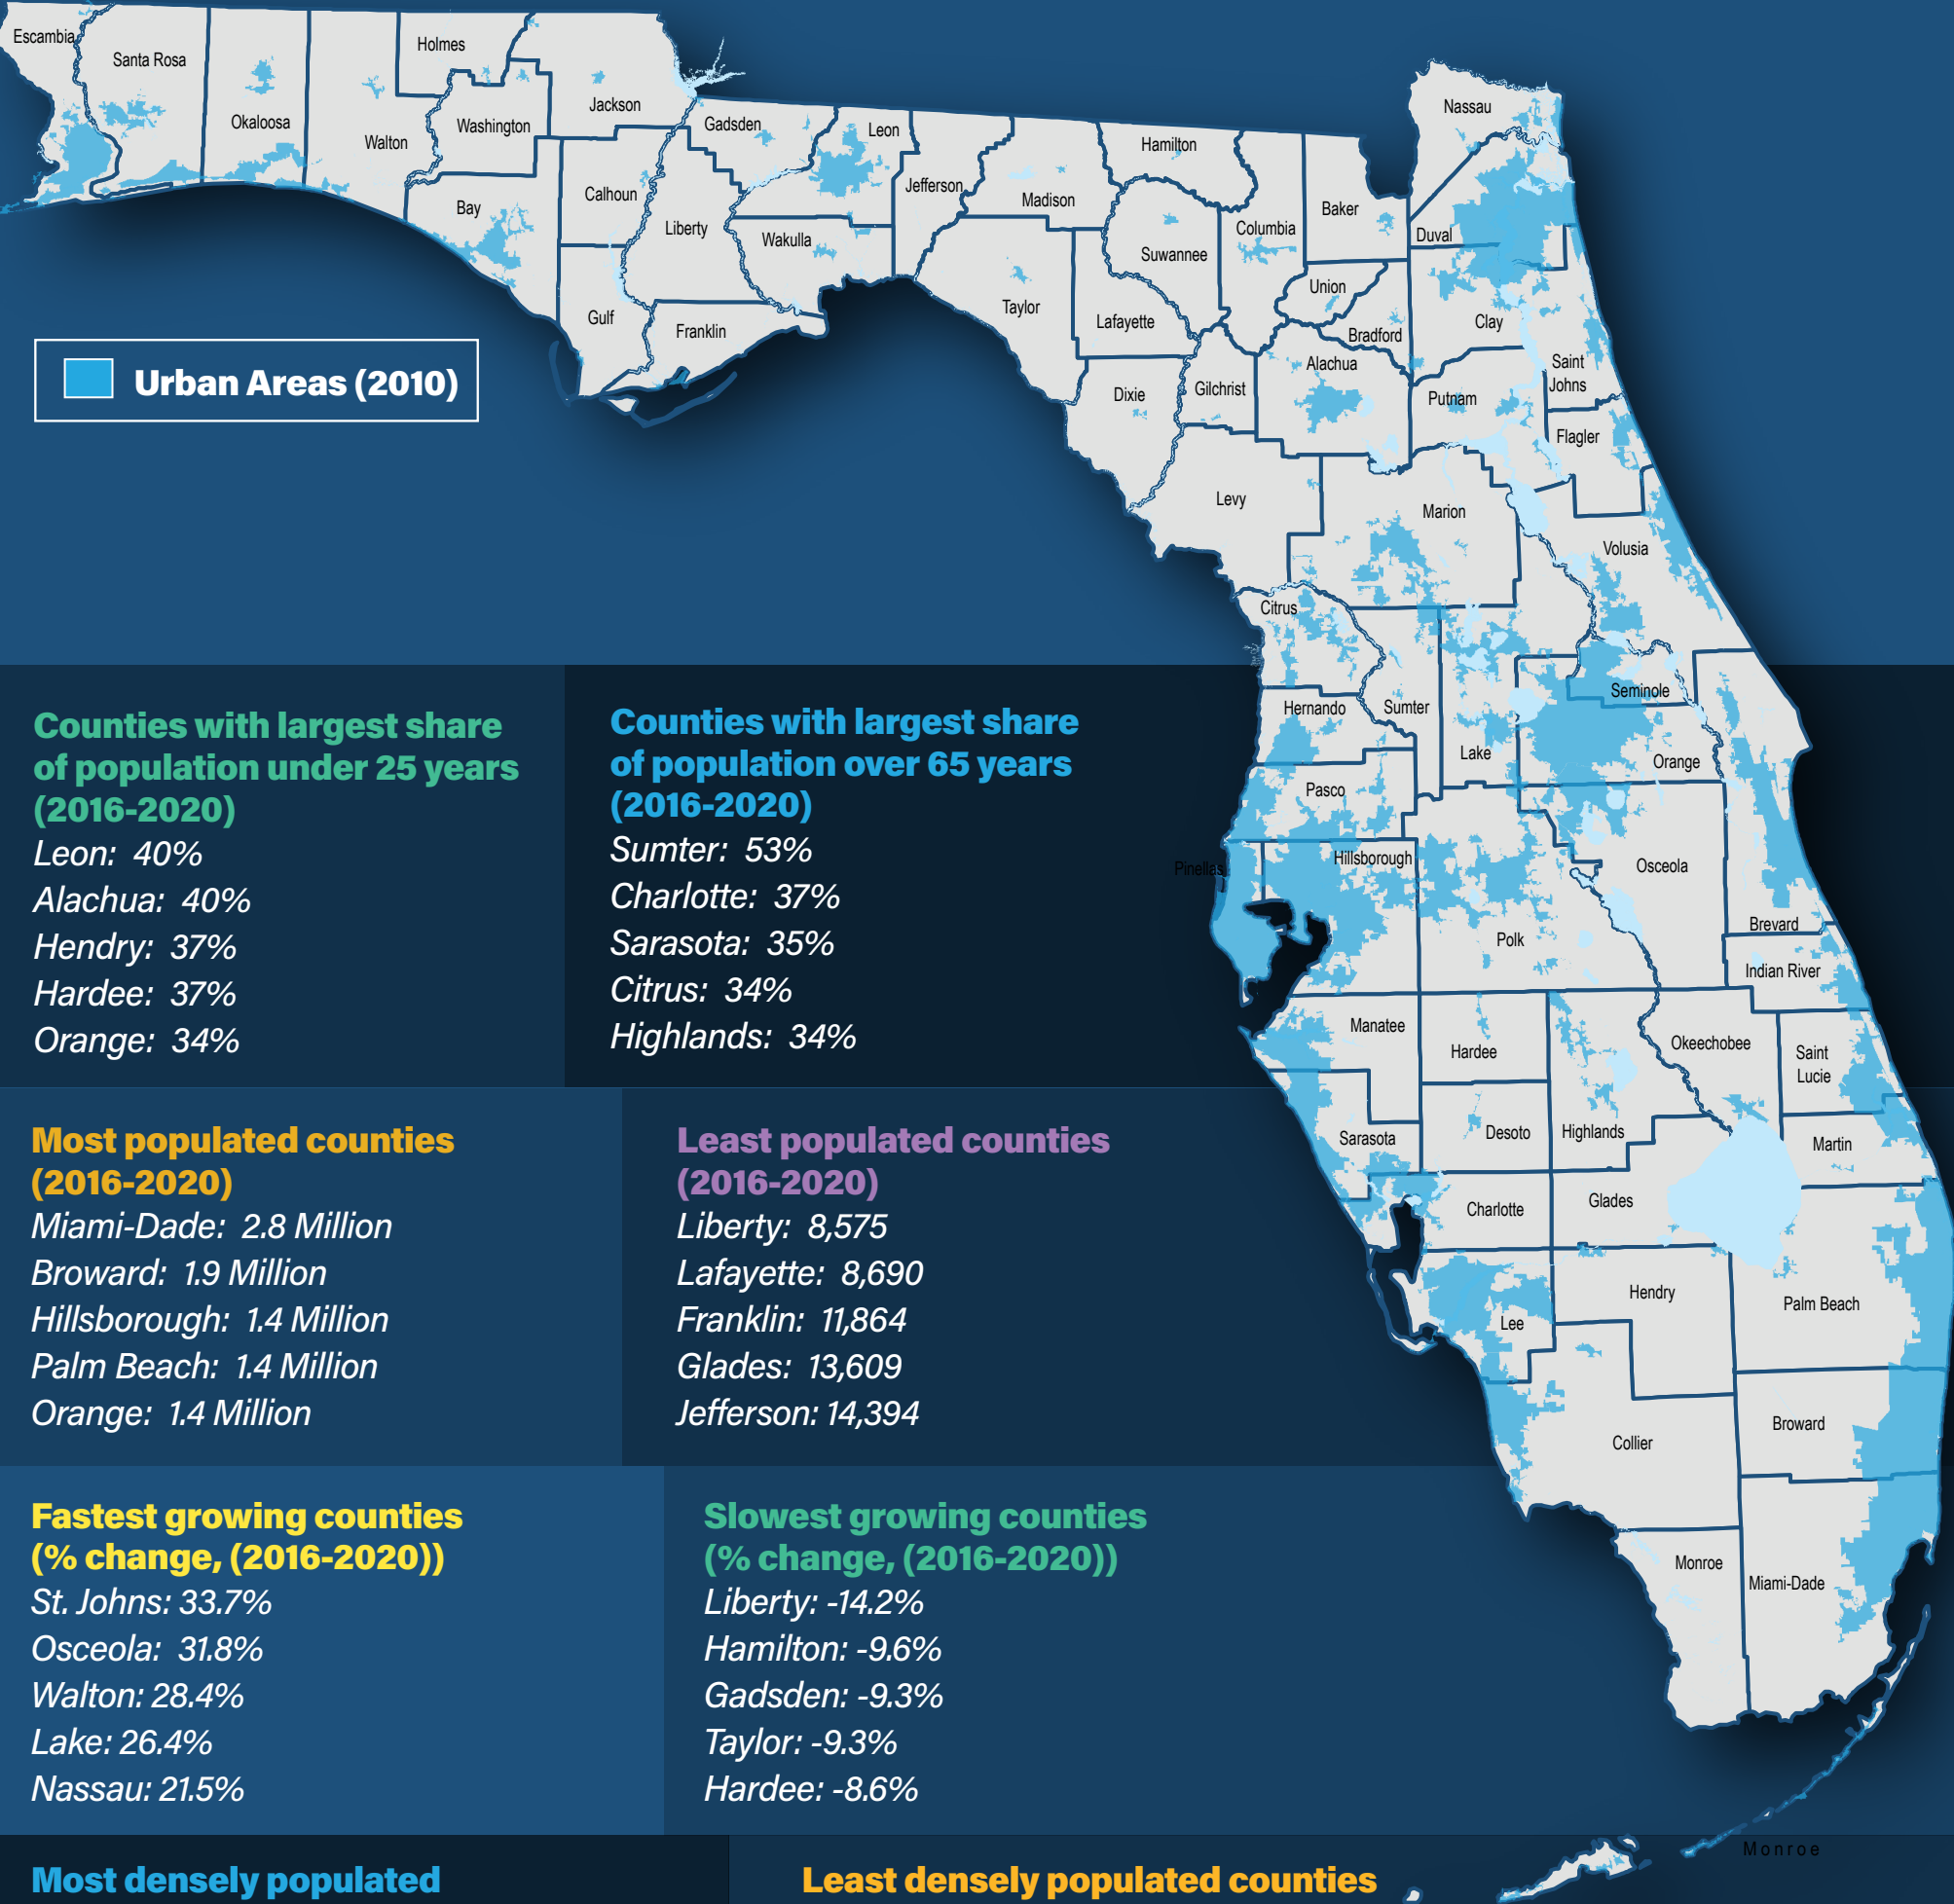 Escambia
Santa Rosa
Okaloosa
Walton
Holmes
Washington
Jackson
Bay
Calhoun
Gulf
Liberty
Gadsden
Franklin
Leon
Wakulla
Jefferson
Madison
Taylor
Hamilton
Suwannee
Lafayette
Dixie
Columbia
Gilchrist
Baker
Union
Bradford
Alachua
Levy
Nassau
Duval
Clay
Saint
Johns
Putnam
Flagler
Marion
Volusia
Citrus
Hernando
Sumter
Lake
Seminole
Orange
Pasco
Pinellas
Hillsborough
Polk
Osceola
Brevard
Indian River
Manatee
Hardee
Okeechobee
Saint
Lucie
Sarasota
Desoto
Highlands
Martin
Charlotte
Glades
Lee
Hendry
Palm Beach
Collier
Broward
Monroe
Miami-Dade
Monroe
Urban Areas (2010)
Counties with largest share
of population under 25 years
(2016-2020)
Leon: 40%
Alachua: 40%
Hendry: 37%
Hardee: 37%
Orange: 34%
Counties with largest share
of population over 65 years
(2016-2020)
Sumter: 53%
Charlotte: 37%
Sarasota: 35%
Citrus: 34%
Highlands: 34%
Most populated counties
(2016-2020)
Miami-Dade: 2.8 Million
Broward: 1.9 Million
Hillsborough: 1.4 Million
Palm Beach: 1.4 Million
Orange: 1.4 Million
Least populated counties
(2016-2020)
Liberty: 8,575
Lafayette: 8,690
Franklin: 11,864
Glades: 13,609
Jefferson: 14,394
Fastest growing counties
(% change, (2016-2020))
St. Johns: 33.7%
Osceola: 31.8%
Walton: 28.4%
Lake: 26.4%
Nassau: 21.5%
Slowest growing counties
(% change, (2016-2020))
Liberty: -14.2%
Hamilton: -9.6%
Gadsden: -9.3%
Taylor: -9.3%
Hardee: -8.6%
Most densely populated
Least densely populated counties